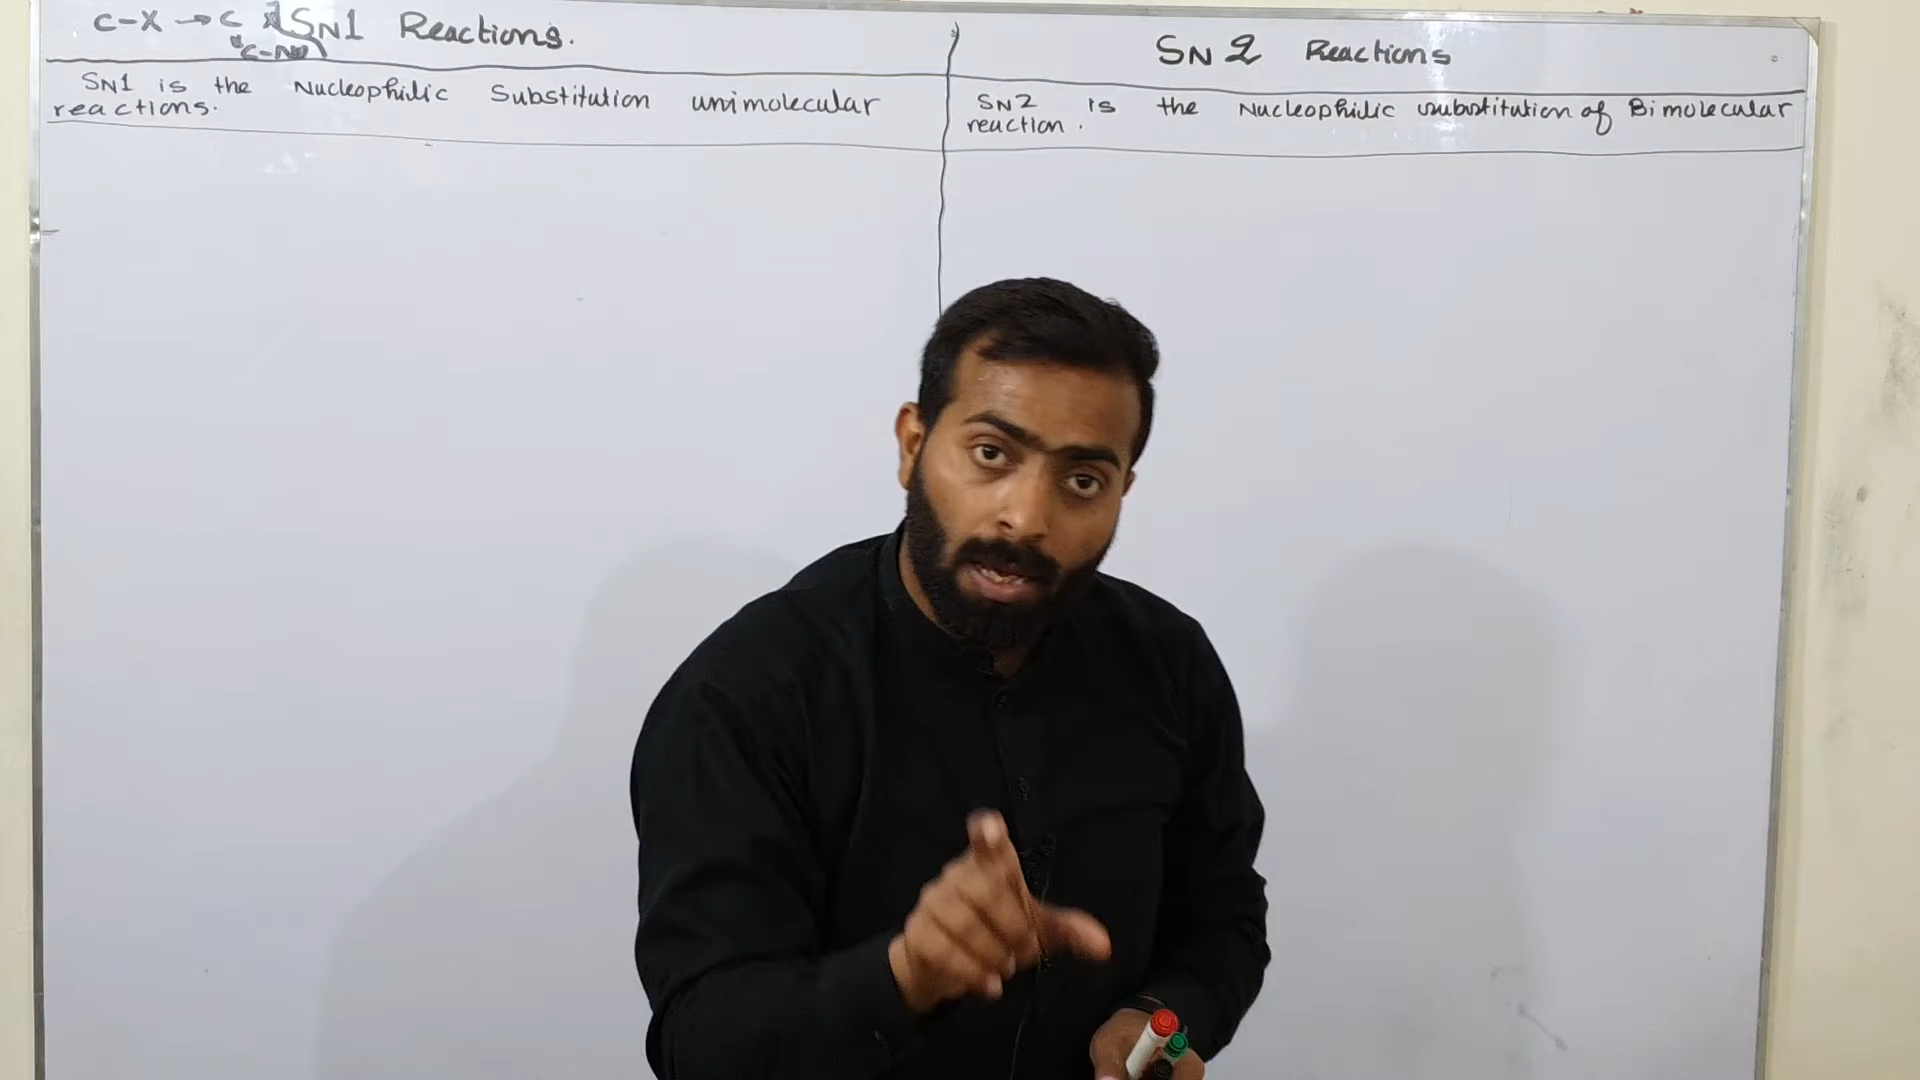 C-X → C X SN1 Reactions.
C-Nu
SN1 is the Nucleophilic Substitution unimolecular
reactions.
SN2 Reactions
SN2 is the Nucleophilic substitution of Bimolecular
reaction.